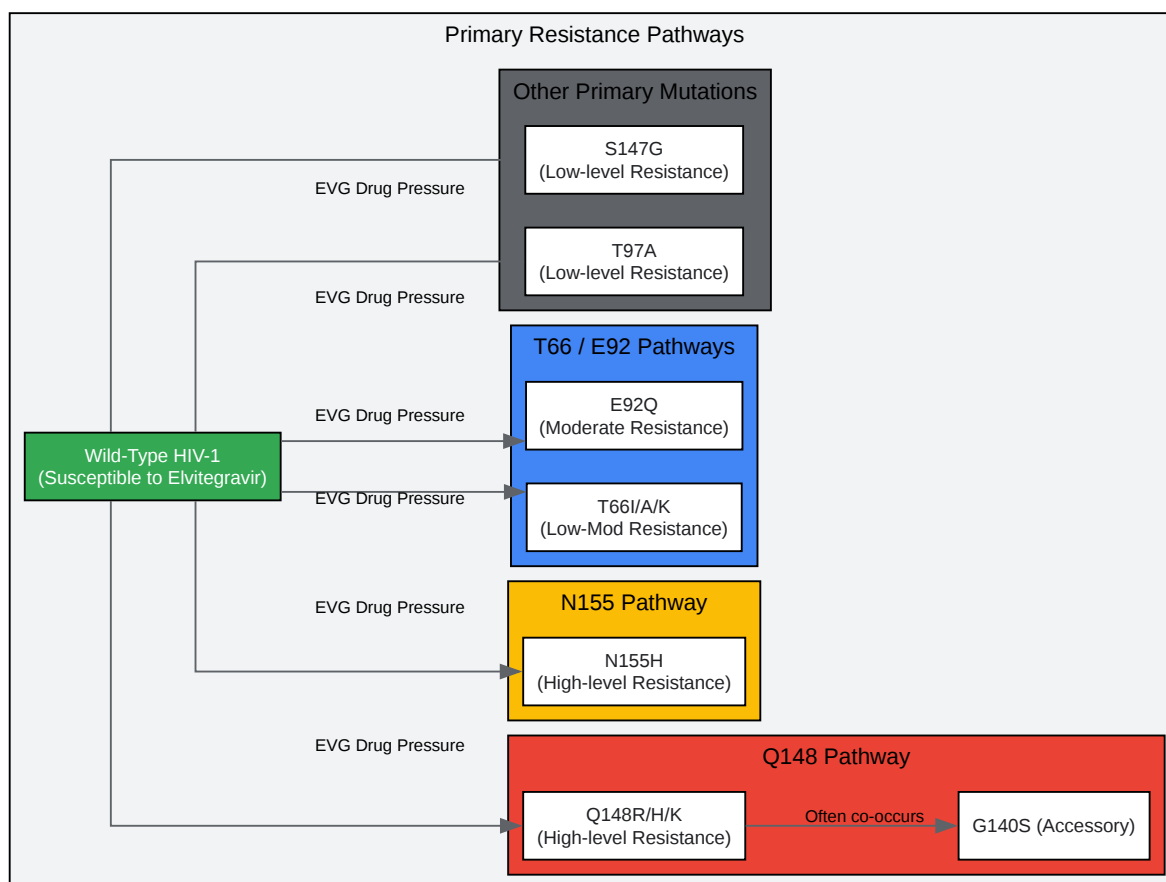 Primary Resistance Pathways
Other Primary Mutations
S147G
(Low-level Resistance)
EVG Drug Pressure
T97A
(Low-level Resistance)
EVG Drug Pressure
T66 / E92 Pathways
E92Q
(Moderate Resistance)
EVG Drug Pressure
Wild-Type HIV-1
(Susceptible to Elvitegravir)
EVG Drug Pressure
T66I/A/K
(Low-Mod Resistance)
N155 Pathway
EVG Drug Pressure
N155H
(High-level Resistance)
EVG Drug Pressure
Q148 Pathway
Q148R/H/K
(High-level Resistance)
Often co-occurs
G140S (Accessory)